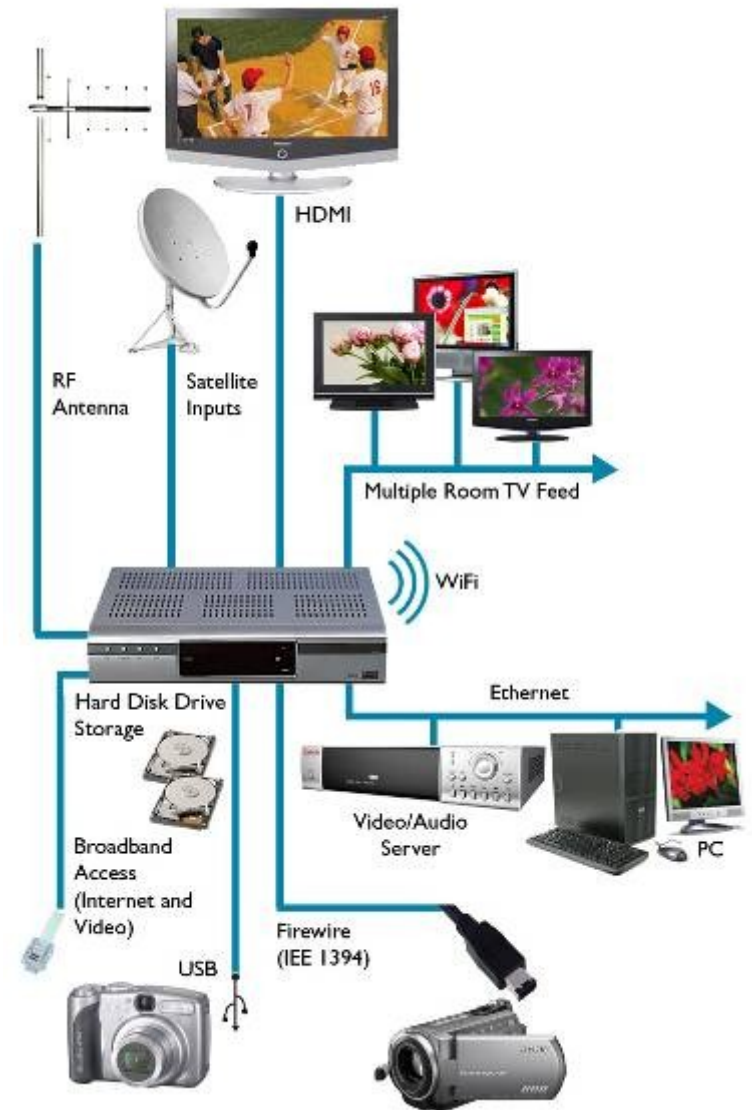 HDMI
RF
Antenna
Satellite
Inputs
Multiple Room TV Feed
WiFi
Hard Disk Drive
Storage
Ethernet
Video/Audio
Server
PC
Broadband
Access
(Internet and
Video)
Firewire
(IEE 1394)
USB